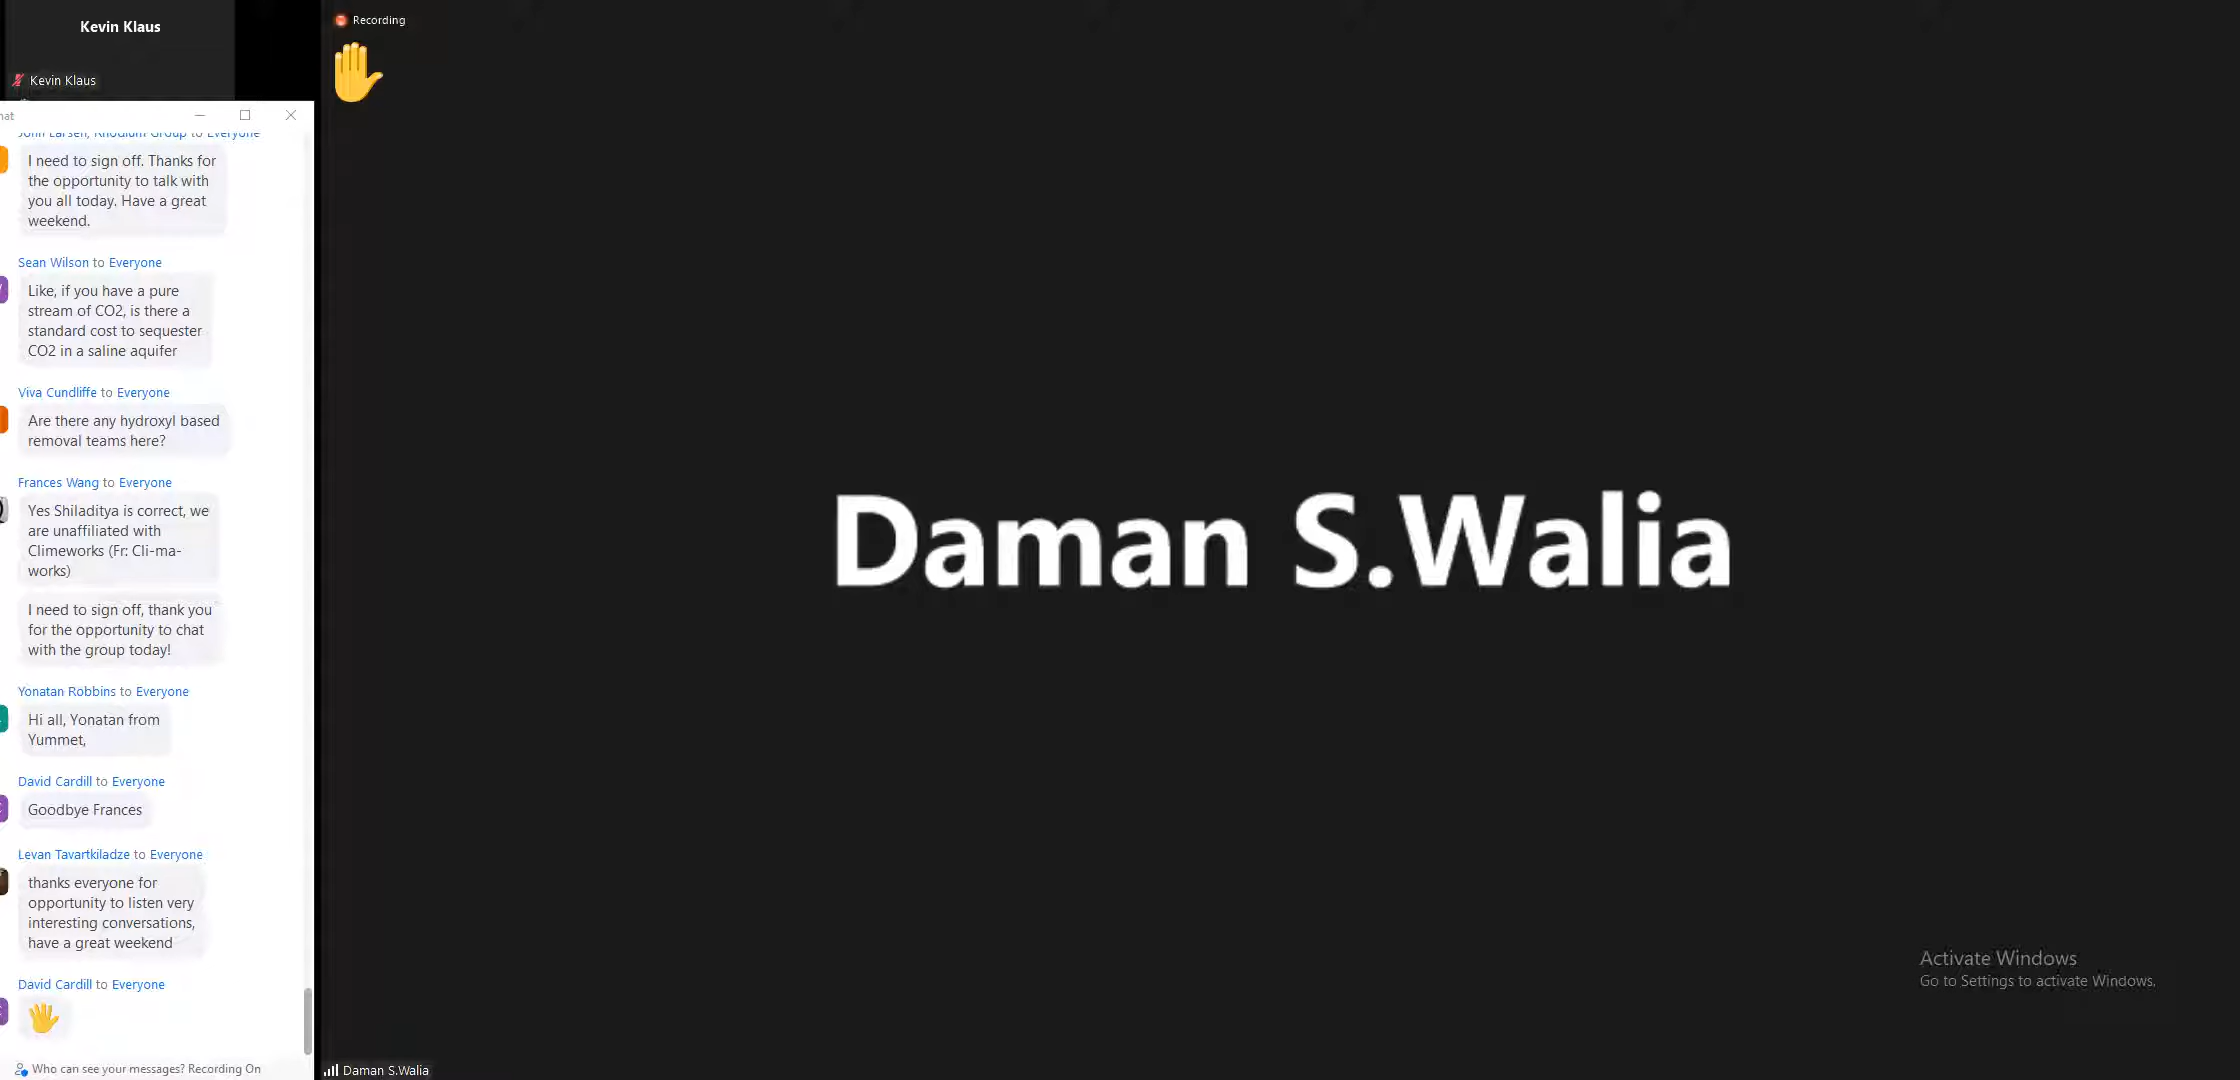 Kevin Klaus
Kevin Klaus
Recording
hat
John Larsen, Rhodium Group to Everyone
I need to sign off. Thanks for
the opportunity to talk with
you all today. Have a great
weekend.
Sean Wilson to Everyone
Like, if you have a pure
stream of CO2, is there a
standard cost to sequester
CO2 in a saline aquifer
Viva Cundliffe to Everyone
Are there any hydroxyl based
removal teams here?
Frances Wang to Everyone
Yes Shiladitya is correct, we
are unaffiliated with
Climeworks (Fr: Cli-ma-
works)
I need to sign off, thank you
for the opportunity to chat
with the group today!
Yonatan Robbins to Everyone
Hi all, Yonatan from
Yummet,
David Cardill to Everyone
Goodbye Frances
Levan Tavartkiladze to Everyone
thanks everyone for
opportunity to listen very
interesting conversations,
have a great weekend
David Cardill to Everyone
Who can see your messages? Recording On
Daman S.Walia
Activate Windows
Go to Settings to activate Windows.
Daman S.Walia